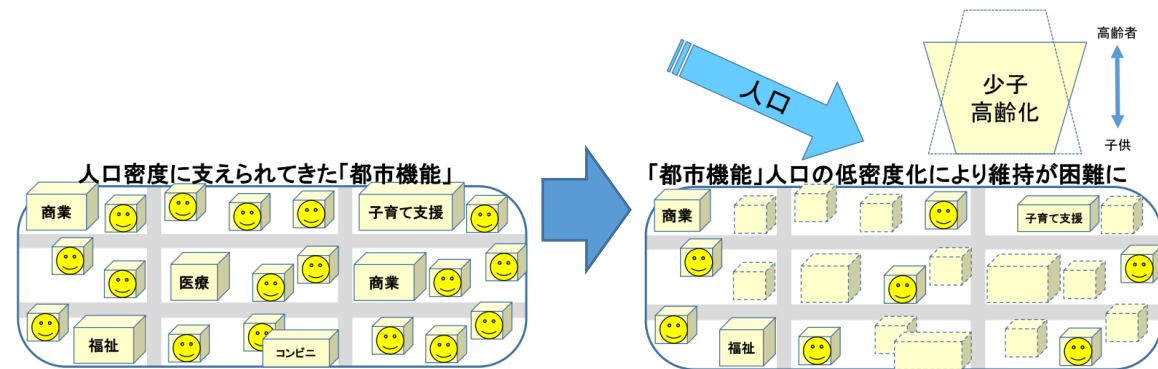 人口
少子
高齢化
高齢者
子供
人口密度に支えられてきた「都市機能」
商業
子育て支援
医療
商業
福祉
コンビニ
「都市機能」人口の低密度化により維持が困難に
商業
子育て支援
福祉